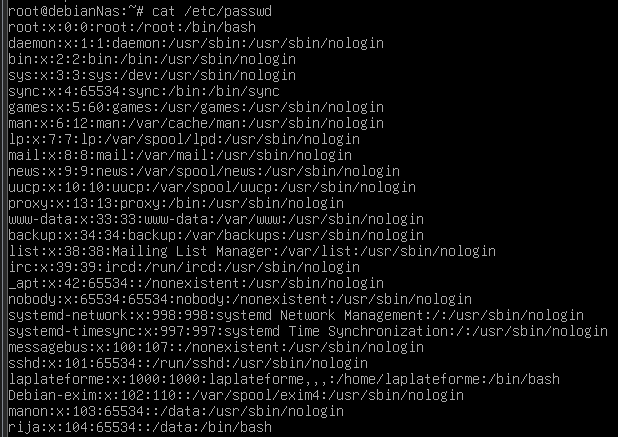 root@debianNas:~# cat /etc/passwd
root:x:0:0:root:/root:/bin/bash
daemon:x:1:1:daemon:/usr/sbin:/usr/sbin/nologin
bin:x:2:2:bin:/bin:/usr/sbin/nologin
sys:x:3:3:sys:/dev:/usr/sbin/nologin
sync:x:4:65534:sync:/bin:/bin/sync
games:x:5:60:games:/usr/games:/usr/sbin/nologin
man:x:6:12:man:/var/cache/man:/usr/sbin/nologin
lp:x:7:7:lp:/var/spool/lpd:/usr/sbin/nologin
mail:x:8:8:mail:/var/mail:/usr/sbin/nologin
news:x:9:9:news:/var/spool/news:/usr/sbin/nologin
uucp:x:10:10:uucp:/var/spool/uucp:/usr/sbin/nologin
proxy:x:13:13:proxy:/bin:/usr/sbin/nologin
www-data:x:33:33:www-data:/var/www:/usr/sbin/nologin
backup:x:34:34:backup:/var/backups:/usr/sbin/nologin
list:x:38:38:Mailing List Manager:/var/list:/usr/sbin/nologin
irc:x:39:39:ircd:/run/ircd:/usr/sbin/nologin
_apt:x:42:65534::/nonexistent:/usr/sbin/nologin
nobody:x:65534:65534:nobody:/nonexistent:/usr/sbin/nologin
systemd-network:x:998:998:systemd Network Management:/:/usr/sbin/nologin
systemd-timesync:x:997:997:systemd Time Synchronization:/:/usr/sbin/nologin
messagebus:x:100:107::/nonexistent:/usr/sbin/nologin
sshd:x:101:65534::/run/sshd:/usr/sbin/nologin
laplateforme:x:1000:1000:laplateforme,,,:/home/laplateforme:/bin/bash
Debian-exim:x:102:110::/var/spool/exim4:/usr/sbin/nologin
manon:x:103:65534::/data:/usr/sbin/nologin
rija:x:104:65534::/data:/bin/bash